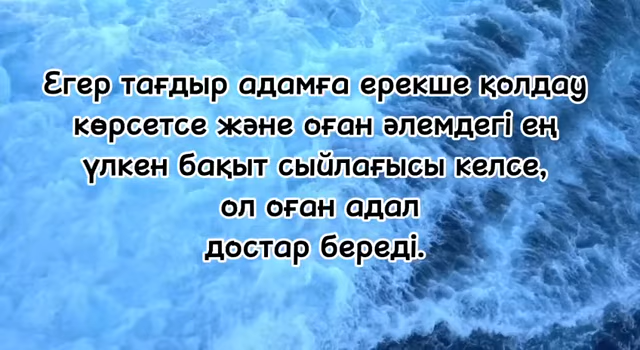 Егер тағдыр адамға ерекше қолдау
көрсетсе және оған әлемдегі ең
үлкен бақыт сыйлағысы келсе,
ол оған адал
достар береді.